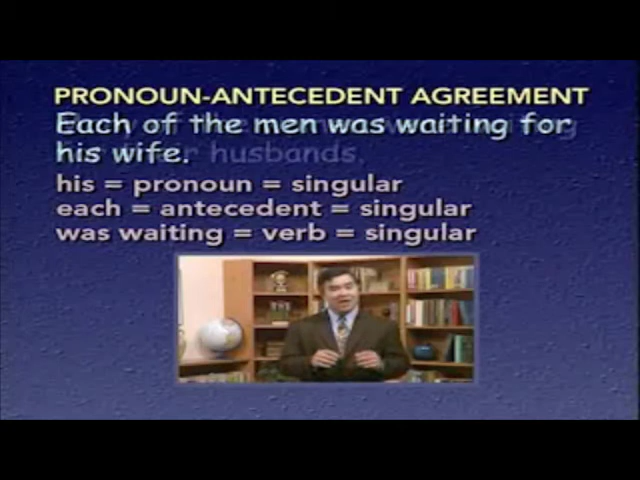 PRONOUN-ANTECEDENT AGREEMENT
Each of the men was waiting for
his wife.
husbands.
his = pronoun = singular
each = antecedent = singular
was waiting = verb = singular